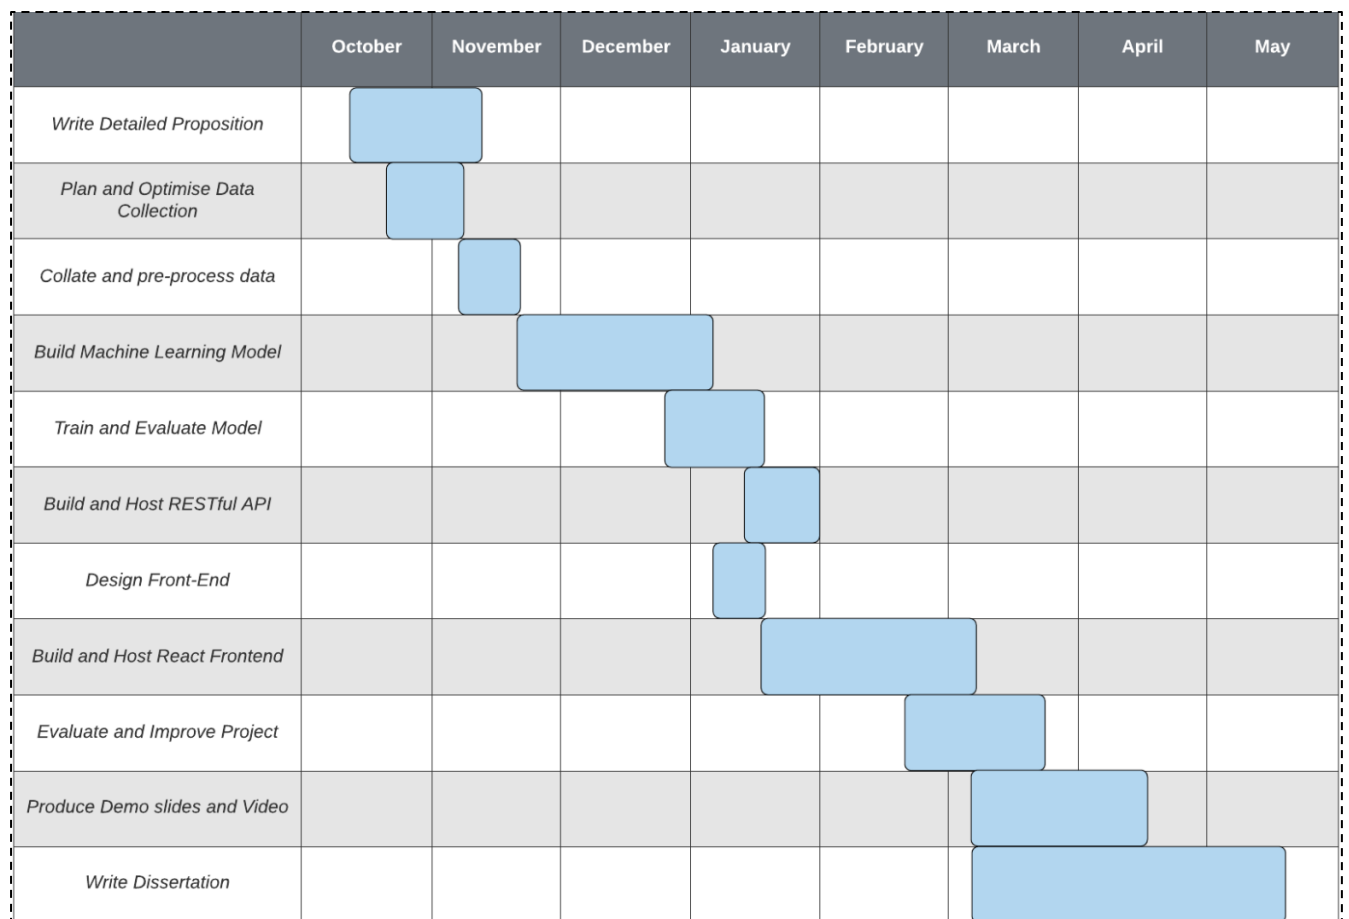 October November December January February March April May
Write Detailed Proposition
Plan and Optimise Data
Collection
Collate and pre-process data
Build Machine Learning Model
Train and Evaluate Model
Build and Host RESTful API
Design Front-End
Build and Host React Frontend
Evaluate and Improve Project
Produce Demo slides and Video
Write Dissertation